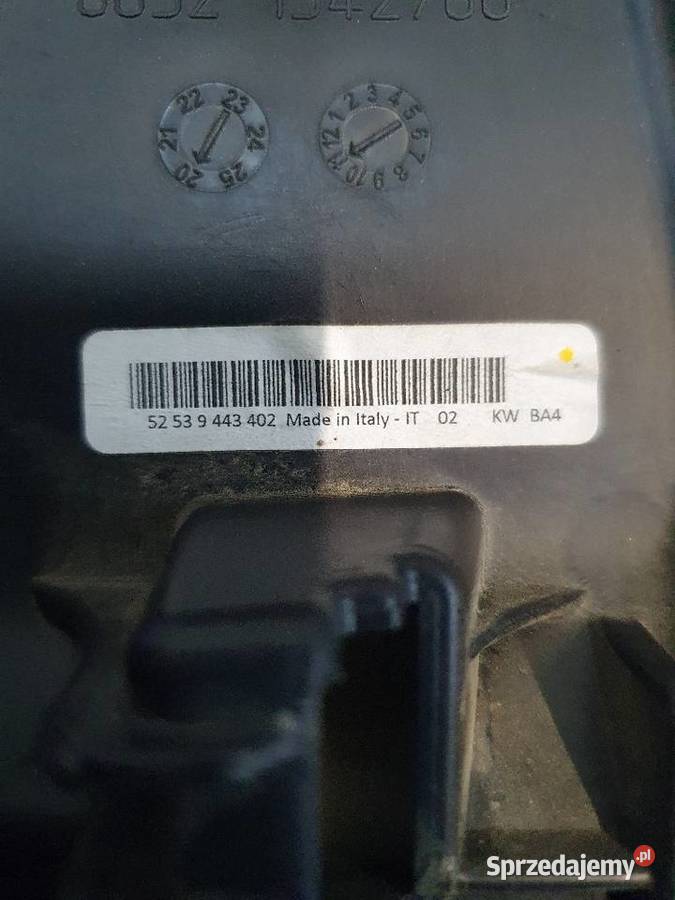 22 23 24 25 20 21
1 2 3 4 5 6 7 8 9 10 11 12
52 53 9 443 402 Made in Italy - IT 02 KW BA4
Sprzedajemy.pl